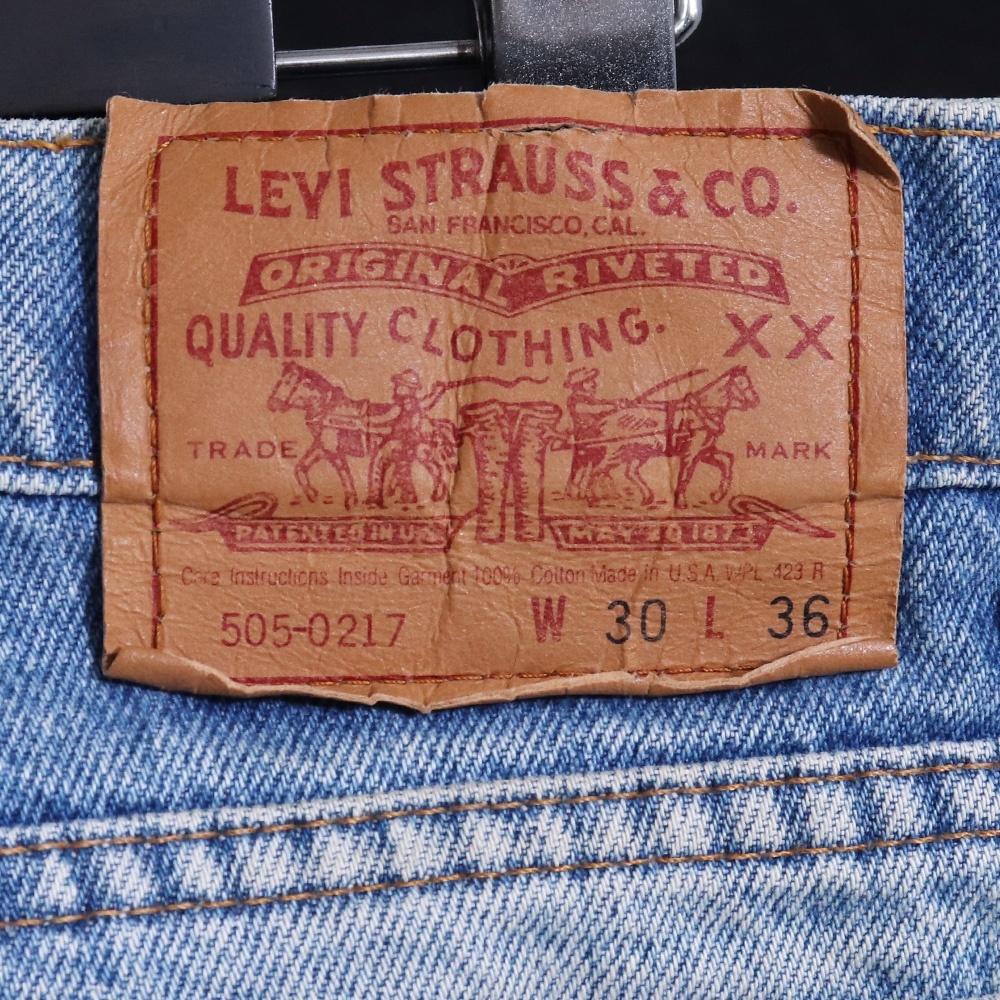 LEVI STRAUSS & CO.
SAN FRANCISCO, CAL.
ORIGINAL RIVETED
QUALITY CLOTHING. XX
TRADE MARK
PATENTED IN U.S. MAY 20 1873
Care Instructions Inside Garment 100% Cotton Made in U.S.A. WPL 423 R
505-0217 W 30 L 36